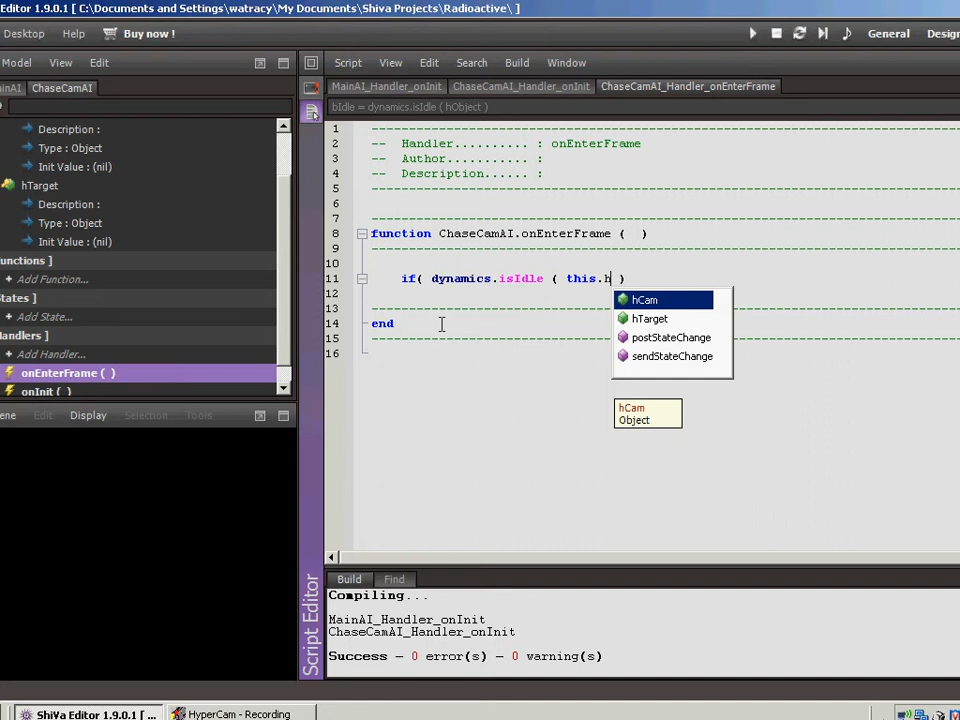 Editor 1.9.0.1 [ C:\Documents and Settings\watracy\My Documents\Shiva Projects\Radioactive\ ]
Desktop Help Buy now !
General Desig
Model View Edit
Script View Edit Search Build Window
ainAI ChaseCamAI
MainAI_Handler_onInit ChaseCamAI_Handler_onInit ChaseCamAI_Handler_onEnterFrame
bIdle = dynamics.isIdle ( hObject )
Description :
Type : Object
Init Value : (nil)
hTarget
Description :
Type : Object
Init Value : (nil)
unctions [ ]
+ Add Function...
tates [ ]
+ Add State...
andlers [ ]
+ Add Handler...
onEnterFrame ( )
onInit ( )
1 --------------------------------------------------------------------------------
2 -- Handler.......... : onEnterFrame
3 -- Author........... :
4 -- Description...... :
5 --------------------------------------------------------------------------------
6
7 --------------------------------------------------------------------------------
8 function ChaseCamAI.onEnterFrame ( )
9 --------------------------------------------------------------------------------
10
11 if( dynamics.isIdle ( this.h )
12
13 --------------------------------------------------------------------------------
14 end
15 --------------------------------------------------------------------------------
16
hCam
hTarget
postStateChange
sendStateChange
hCam
Object
ene Edit Display Selection Tools
Build Find
Compiling...
MainAI_Handler_onInit
ChaseCamAI_Handler_onInit
Success - 0 error(s) - 0 warning(s)
Script Editor
ShiVa Editor 1.9.0.1 [ ... HyperCam - Recording